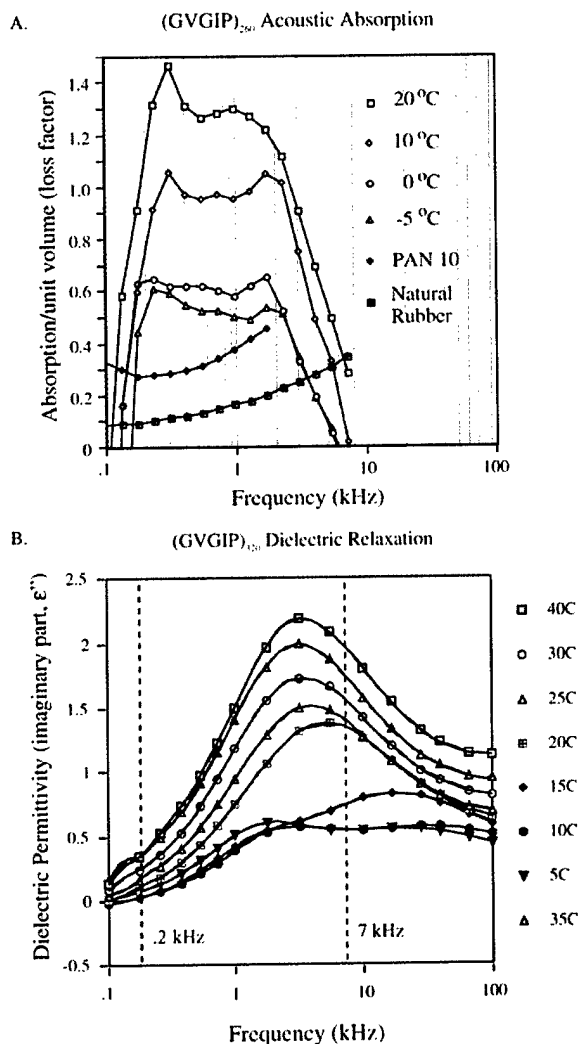 A.
(GVGIP)260 Acoustic Absorption
Absorption/unit volume (loss factor)
1.4
1.2
1.0
0.8
0.6
0.4
0.2
0
20 °C
10 °C
0 °C
-5 °C
PAN 10
Natural
Rubber
.1
1
10
100
Frequency (kHz)
B.
(GVGIP)320 Dielectric Relaxation
Dielectric Permittivity (imaginary part, ε")
2.5
2
1.5
1
0.5
0
-0.5
.2 kHz
7 kHz
40C
30C
25C
20C
15C
10C
5C
35C
.1
1
10
100
Frequency (kHz)